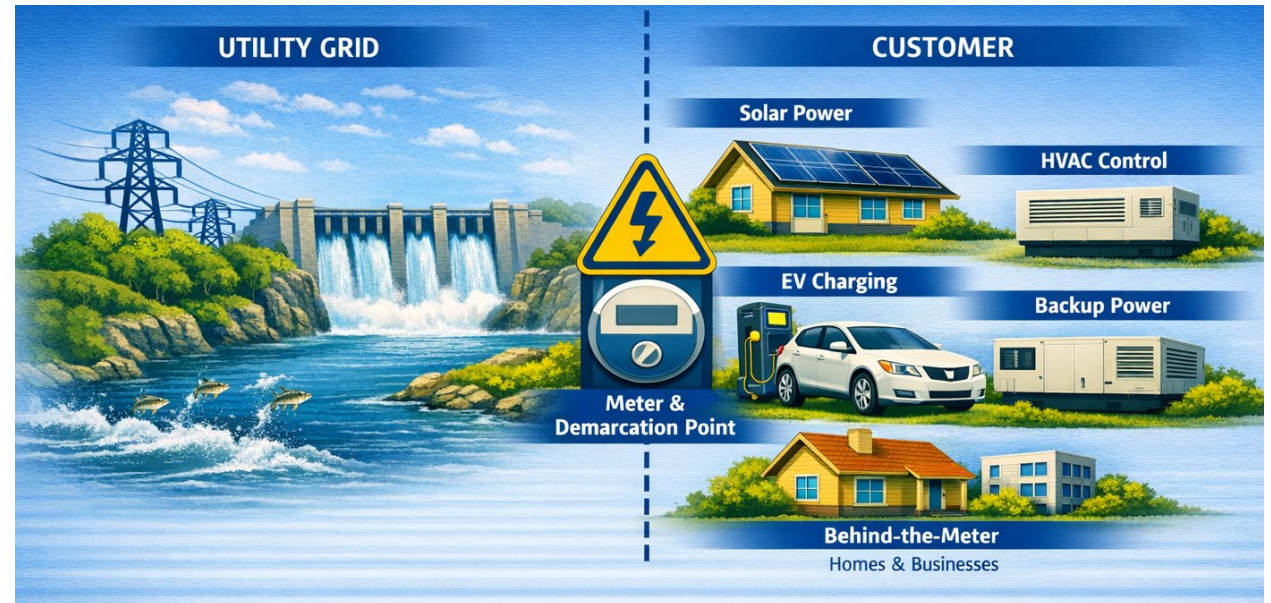 UTILITY GRID
CUSTOMER
Solar Power
HVAC Control
EV Charging
Backup Power
Meter &
Demarcation Point
Behind-the-Meter
Homes & Businesses